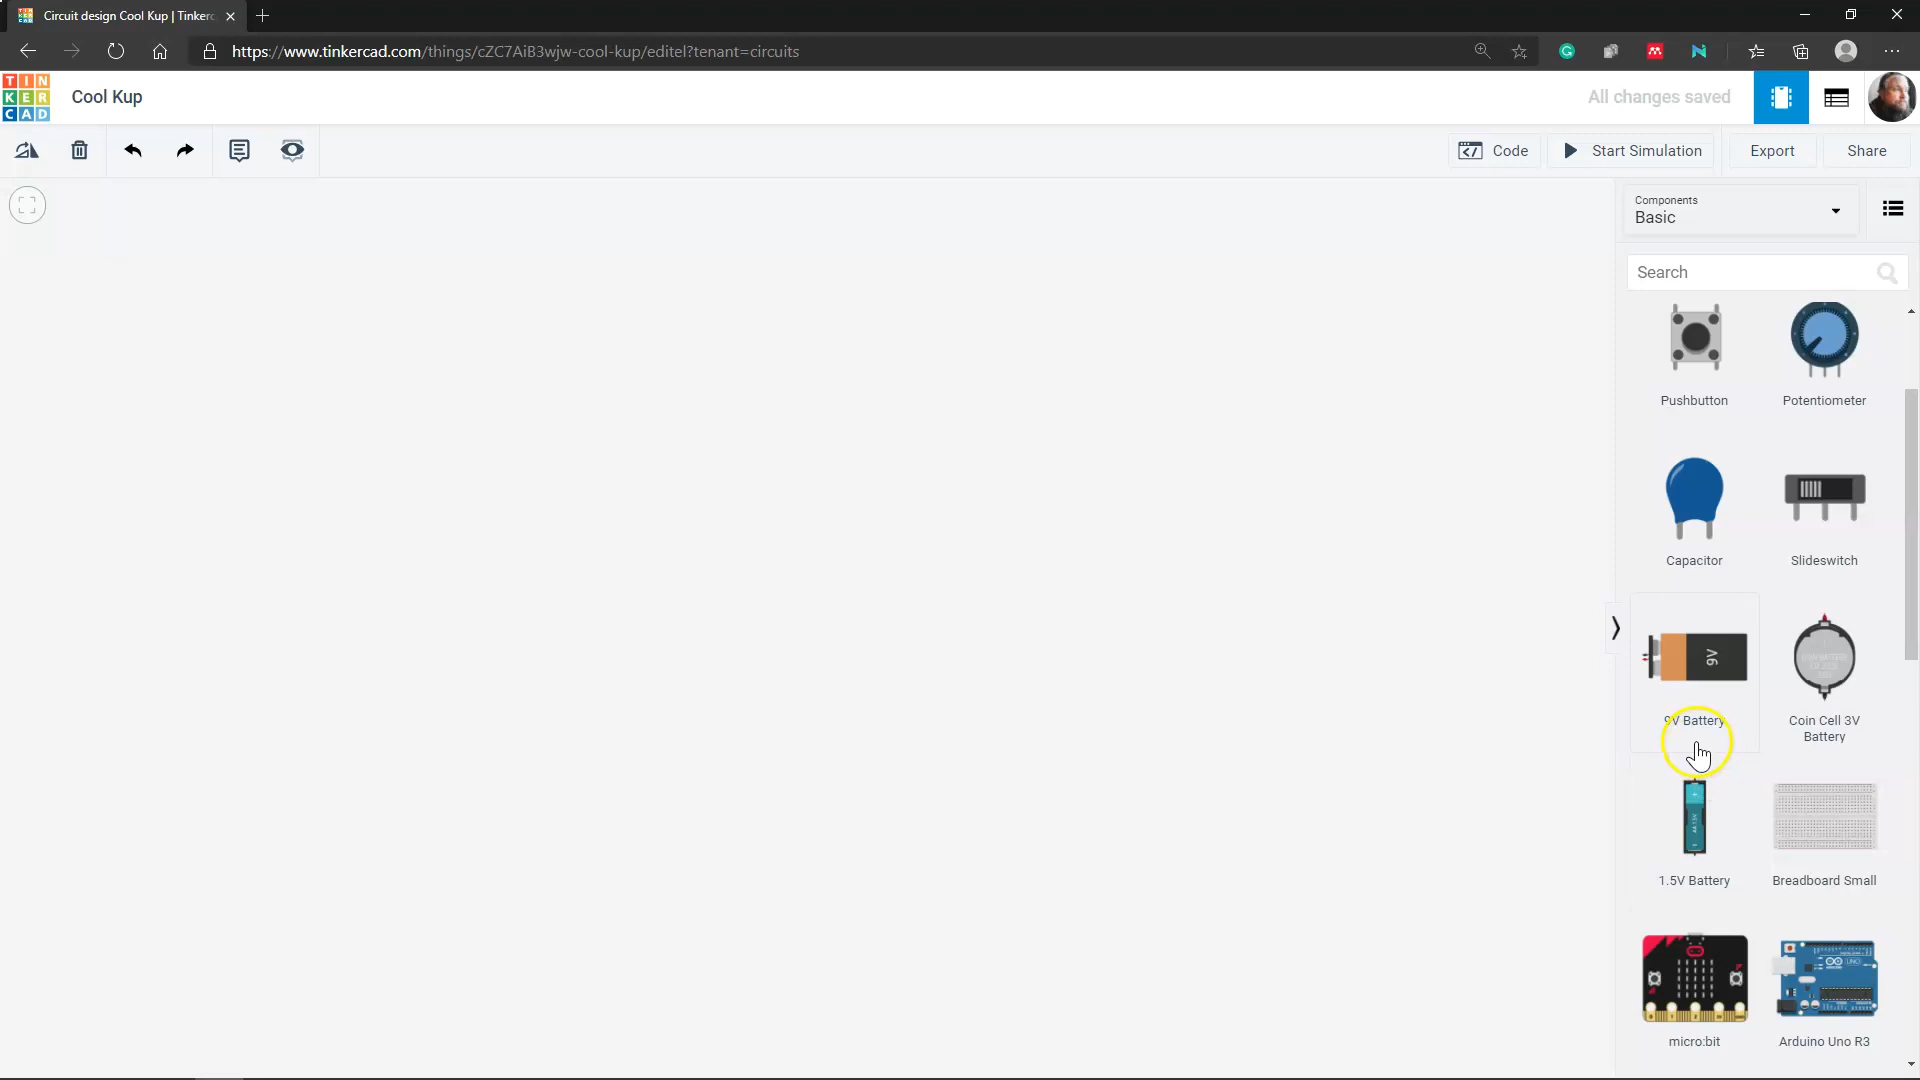 Circuit design Cool Kup | Tinkerc
https://www.tinkercad.com/things/cZC7AiB3wjw-cool-kup/editel?tenant=circuits
TIN
KER
CAD
Cool Kup
All changes saved
Code
Start Simulation
Export
Share
Components
Basic
Search
Pushbutton
Potentiometer
Capacitor
Slideswitch
9V
9V Battery
Coin Cell 3V
Battery
1.5V Battery
Breadboard Small
micro:bit
Arduino Uno R3